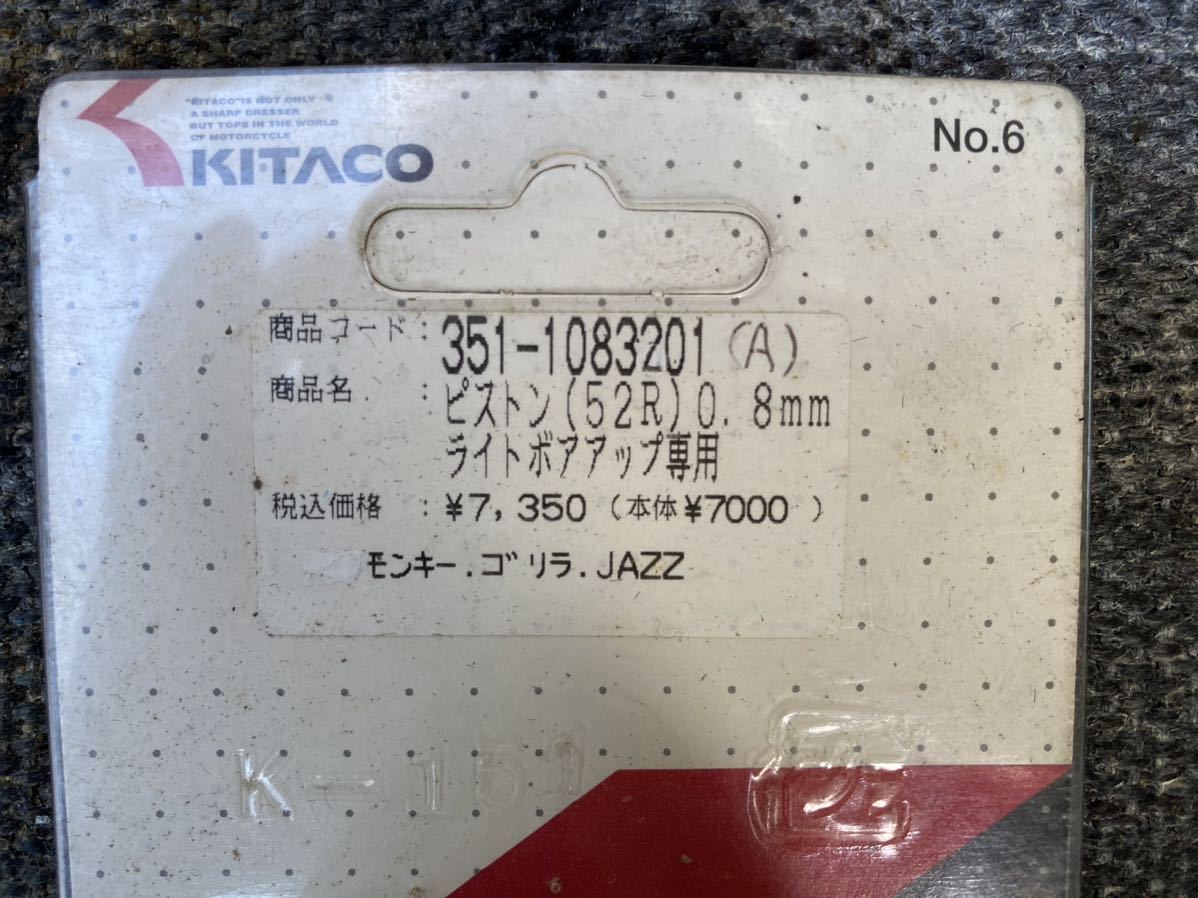 "KITACO"IS NOT ONLY
A SHARP DRESSER
BUT TOPS IN THE WORLD
OF MOTORCYCLE
KITACO
No.6
商品コード : 351-1083201 (A)
商品名. : ピストン(52R)0.8mm
ライトボアアップ専用
税込価格 : ¥7,350 (本体¥7000 )
モンキー.ゴリラ.JAZZ
K-151